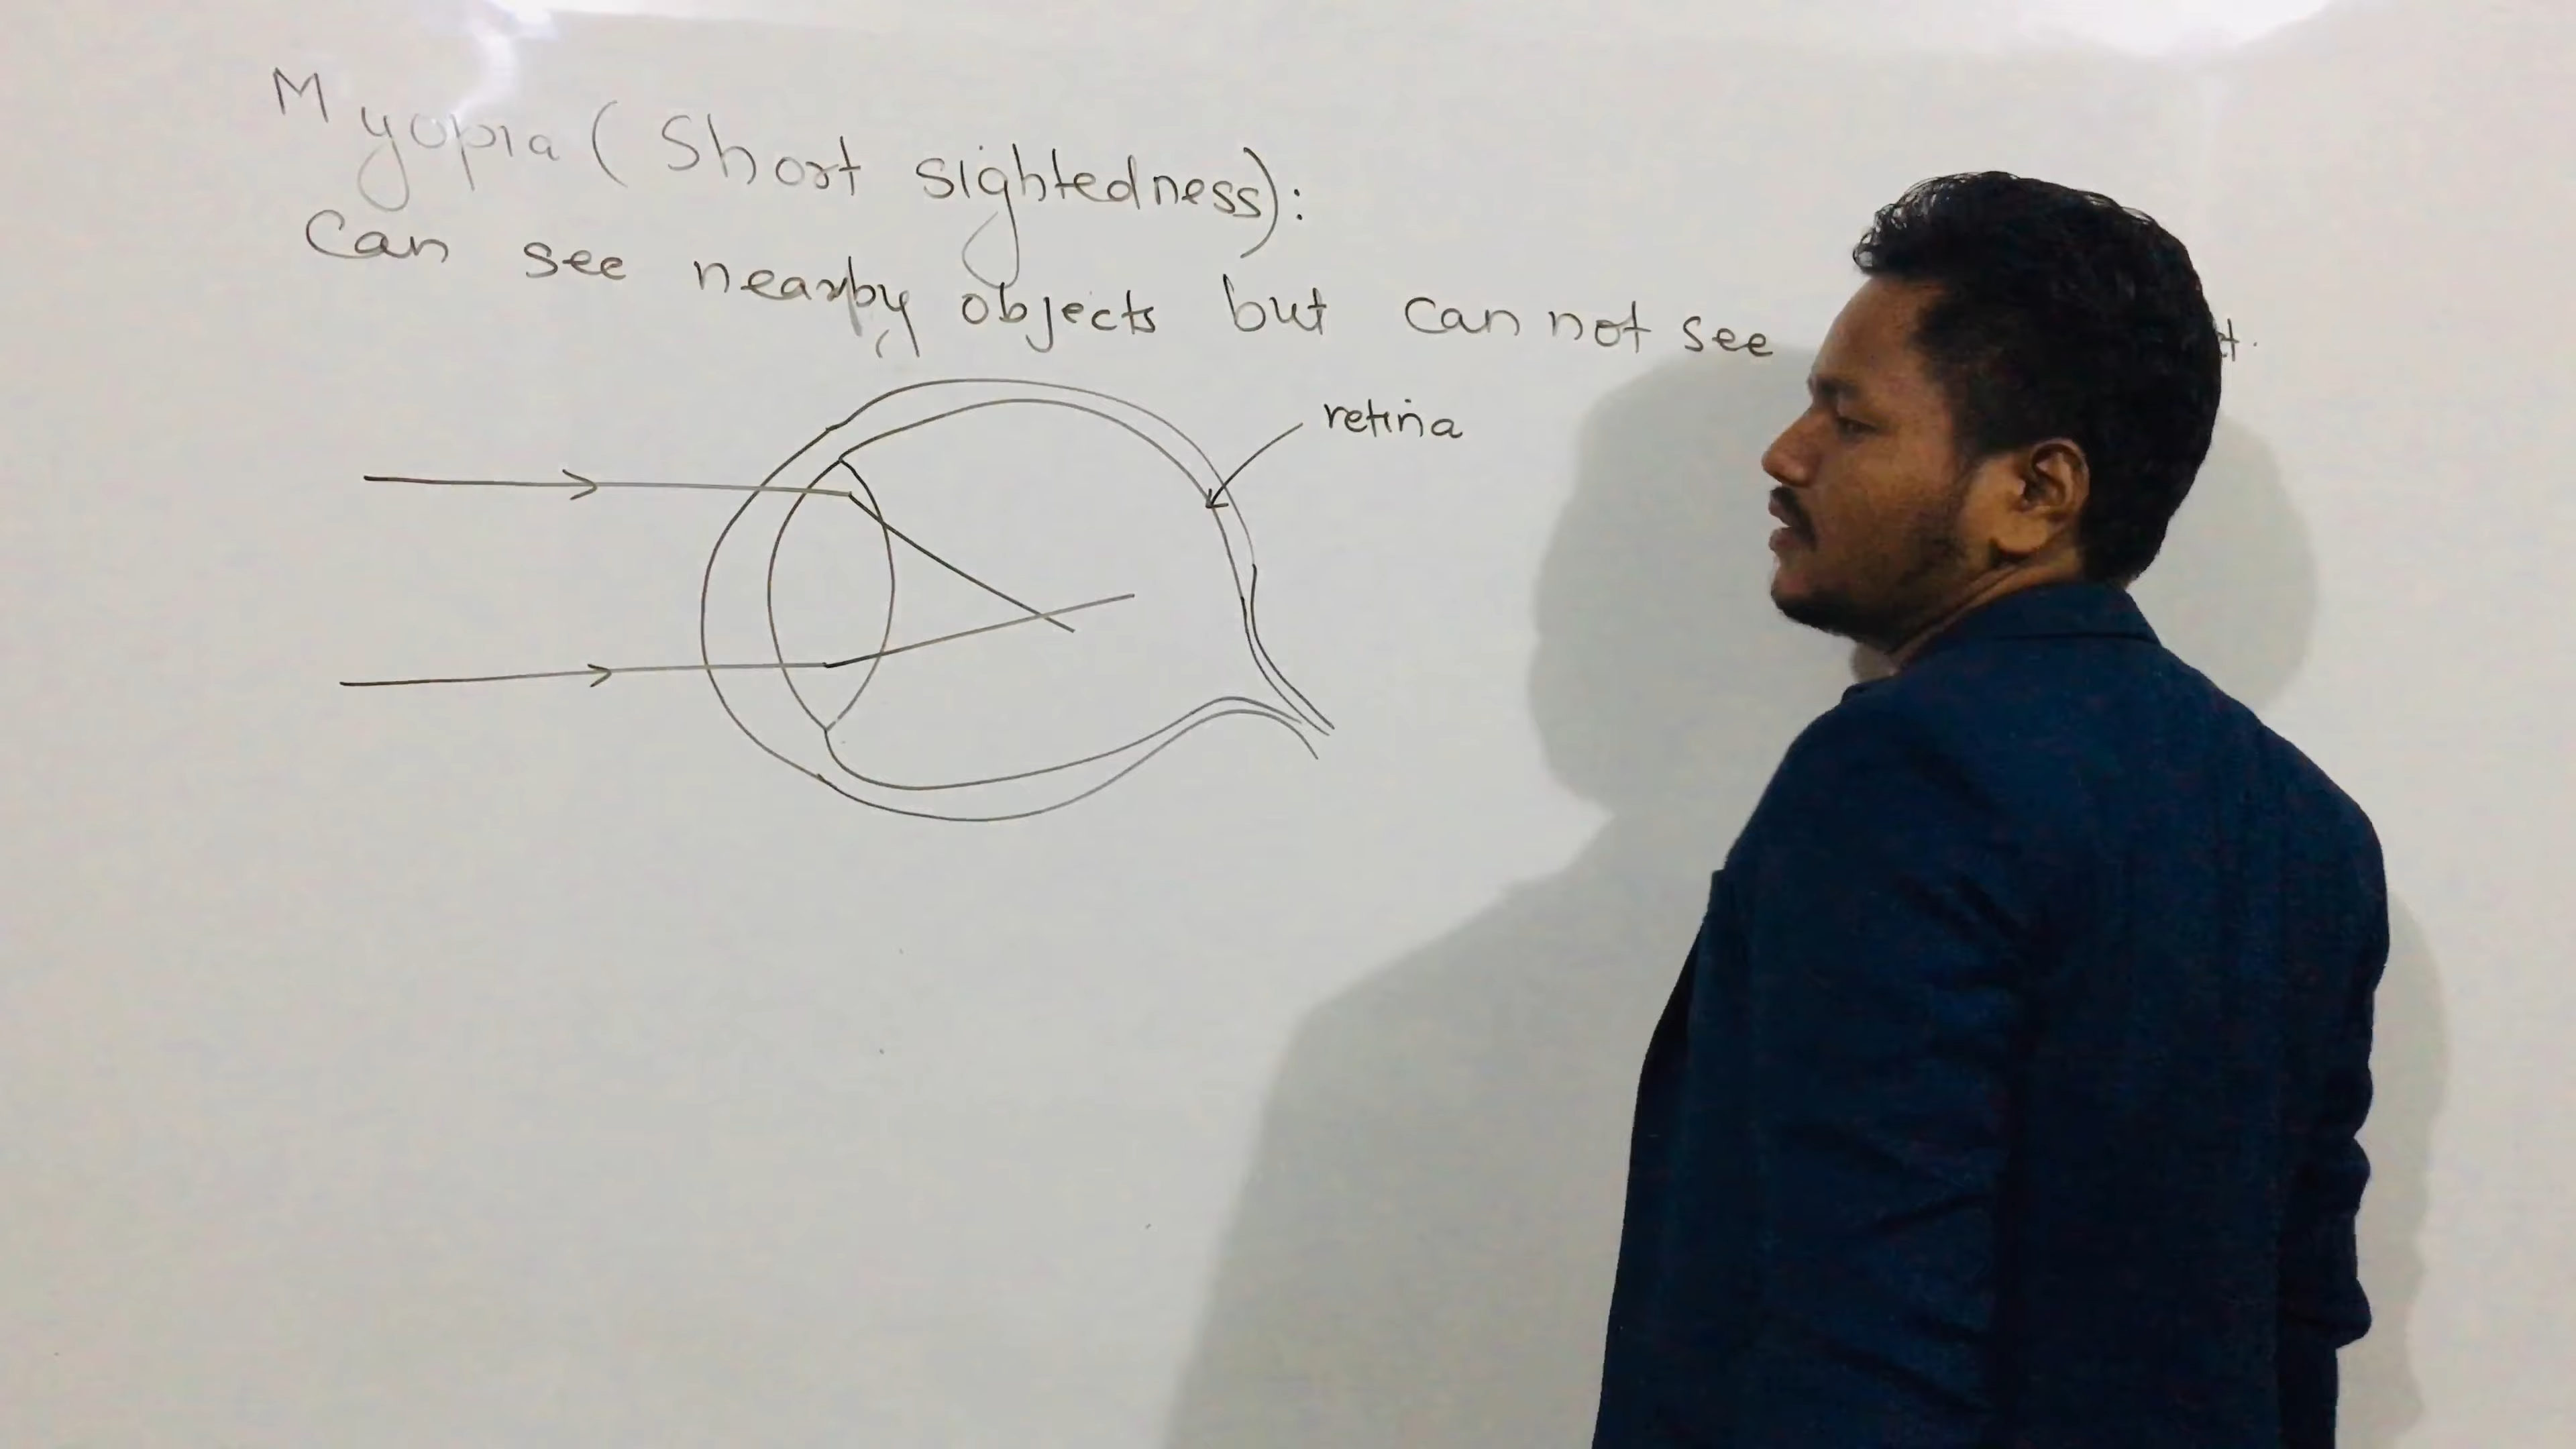 Myopia (Short sightedness):
Can see nearby objects but can not see
retina